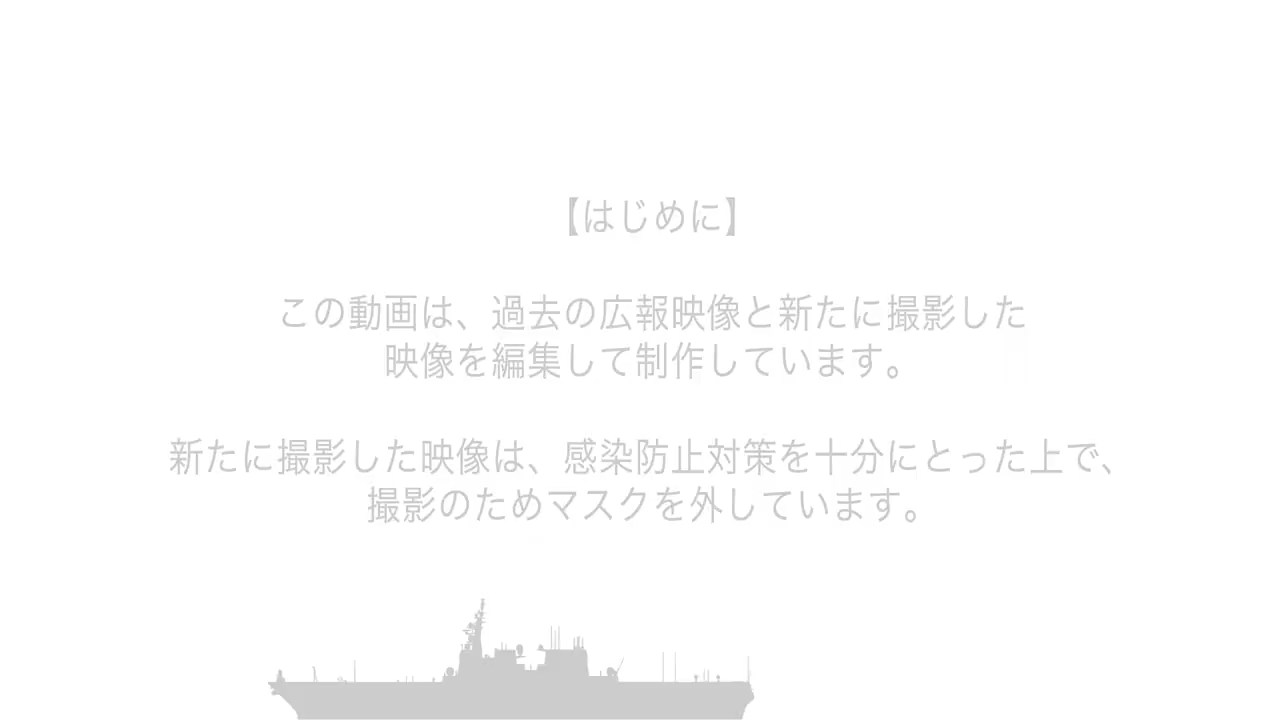 【はじめに】
この動画は、過去の広報映像と新たに撮影した
映像を編集して制作しています。
新たに撮影した映像は、感染防止対策を十分にとった上で、
撮影のためマスクを外しています。